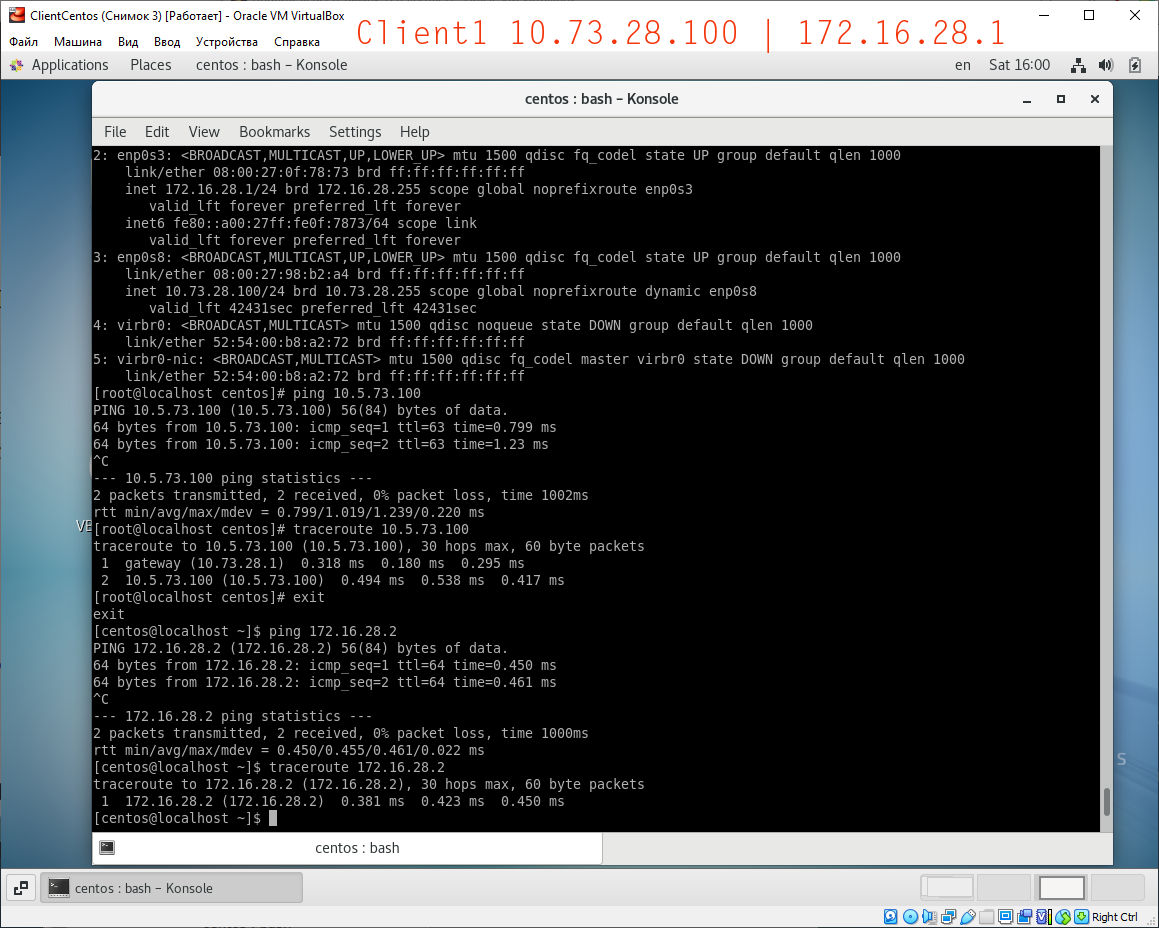 ClientCentos (Снимок 3) [Работает] - Oracle VM VirtualBox
Client1 10.73.28.100 | 172.16.28.1
Файл Машина Вид Ввод Устройства Справка
Applications Places centos : bash – Konsole en Sat 16:00
centos : bash – Konsole
File Edit View Bookmarks Settings Help
2: enp0s3: <BROADCAST,MULTICAST,UP,LOWER_UP> mtu 1500 qdisc fq_codel state UP group default qlen 1000
link/ether 08:00:27:0f:78:73 brd ff:ff:ff:ff:ff:ff
inet 172.16.28.1/24 brd 172.16.28.255 scope global noprefixroute enp0s3
valid_lft forever preferred_lft forever
inet6 fe80::a00:27ff:fe0f:7873/64 scope link
valid_lft forever preferred_lft forever
3: enp0s8: <BROADCAST,MULTICAST,UP,LOWER_UP> mtu 1500 qdisc fq_codel state UP group default qlen 1000
link/ether 08:00:27:98:b2:a4 brd ff:ff:ff:ff:ff:ff
inet 10.73.28.100/24 brd 10.73.28.255 scope global noprefixroute dynamic enp0s8
valid_lft 42431sec preferred_lft 42431sec
4: virbr0: <BROADCAST,MULTICAST> mtu 1500 qdisc noqueue state DOWN group default qlen 1000
link/ether 52:54:00:b8:a2:72 brd ff:ff:ff:ff:ff:ff
5: virbr0-nic: <BROADCAST,MULTICAST> mtu 1500 qdisc fq_codel master virbr0 state DOWN group default qlen 1000
link/ether 52:54:00:b8:a2:72 brd ff:ff:ff:ff:ff:ff
[root@localhost centos]# ping 10.5.73.100
PING 10.5.73.100 (10.5.73.100) 56(84) bytes of data.
64 bytes from 10.5.73.100: icmp_seq=1 ttl=63 time=0.799 ms
64 bytes from 10.5.73.100: icmp_seq=2 ttl=63 time=1.23 ms
^C
--- 10.5.73.100 ping statistics ---
2 packets transmitted, 2 received, 0% packet loss, time 1002ms
rtt min/avg/max/mdev = 0.799/1.019/1.239/0.220 ms
VB
[root@localhost centos]# traceroute 10.5.73.100
traceroute to 10.5.73.100 (10.5.73.100), 30 hops max, 60 byte packets
1 gateway (10.73.28.1) 0.318 ms 0.180 ms 0.295 ms
2 10.5.73.100 (10.5.73.100) 0.494 ms 0.538 ms 0.417 ms
[root@localhost centos]# exit
exit
[centos@localhost ~]$ ping 172.16.28.2
PING 172.16.28.2 (172.16.28.2) 56(84) bytes of data.
64 bytes from 172.16.28.2: icmp_seq=1 ttl=64 time=0.450 ms
64 bytes from 172.16.28.2: icmp_seq=2 ttl=64 time=0.461 ms
^C
--- 172.16.28.2 ping statistics ---
2 packets transmitted, 2 received, 0% packet loss, time 1000ms
rtt min/avg/max/mdev = 0.450/0.455/0.461/0.022 ms
[centos@localhost ~]$ traceroute 172.16.28.2
traceroute to 172.16.28.2 (172.16.28.2), 30 hops max, 60 byte packets
1 172.16.28.2 (172.16.28.2) 0.381 ms 0.423 ms 0.450 ms
[centos@localhost ~]$
S
centos : bash
centos : bash – Konsole
Right Ctrl